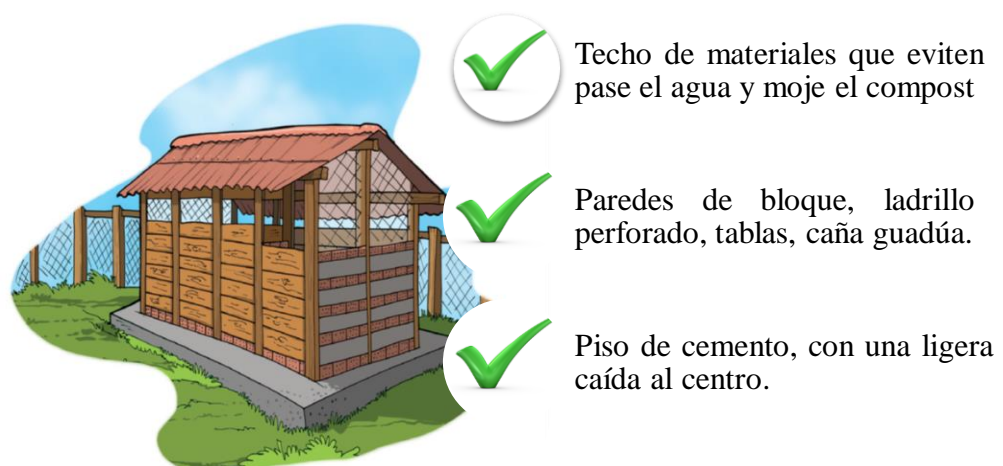 Techo de materiales que eviten
pase el agua y moje el compost
Paredes de bloque, ladrillo
perforado, tablas, caña guadúa.
Piso de cemento, con una ligera
caída al centro.